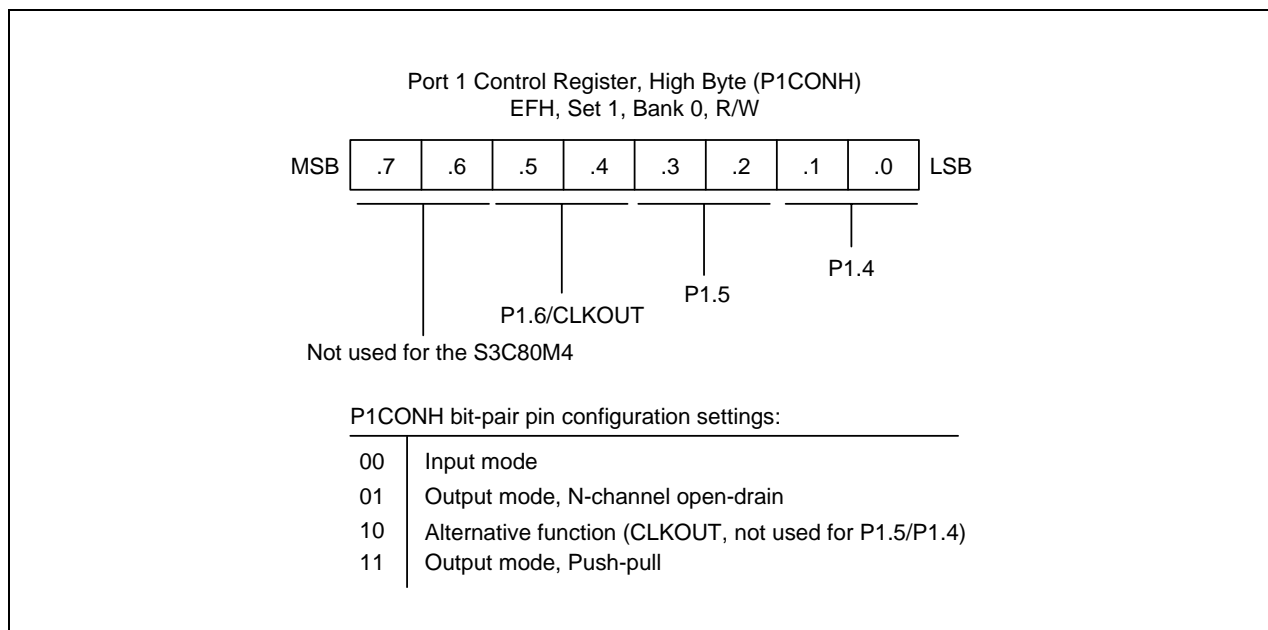 Port 1 Control Register, High Byte (P1CONH)
EFH, Set 1, Bank 0, R/W
MSB .7 .6 .5 .4 .3 .2 .1 .0 LSB
P1.4
P1.5
P1.6/CLKOUT
Not used for the S3C80M4
P1CONH bit-pair pin configuration settings:
00 Input mode
01 Output mode, N-channel open-drain
10 Alternative function (CLKOUT, not used for P1.5/P1.4)
11 Output mode, Push-pull